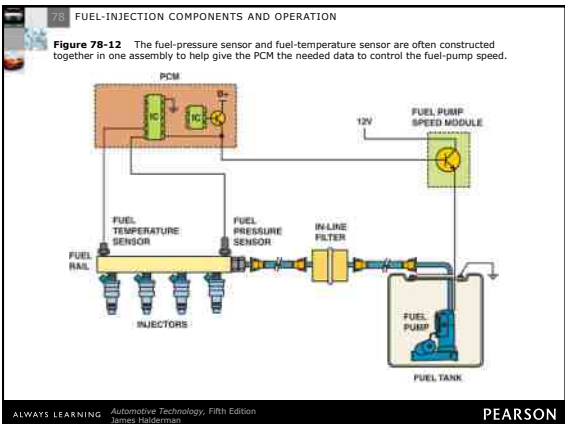 78 FUEL-INJECTION COMPONENTS AND OPERATION
Figure 78-12 The fuel-pressure sensor and fuel-temperature sensor are often constructed
together in one assembly to help give the PCM the needed data to control the fuel-pump speed.
PCM
B+
IC
IC
12V
FUEL PUMP
SPEED MODULE
FUEL
TEMPERATURE
SENSOR
FUEL
PRESSURE
SENSOR
IN-LINE
FILTER
FUEL
RAIL
INJECTORS
FUEL
PUMP
FUEL TANK
ALWAYS LEARNING
Automotive Technology, Fifth Edition
James Halderman
PEARSON